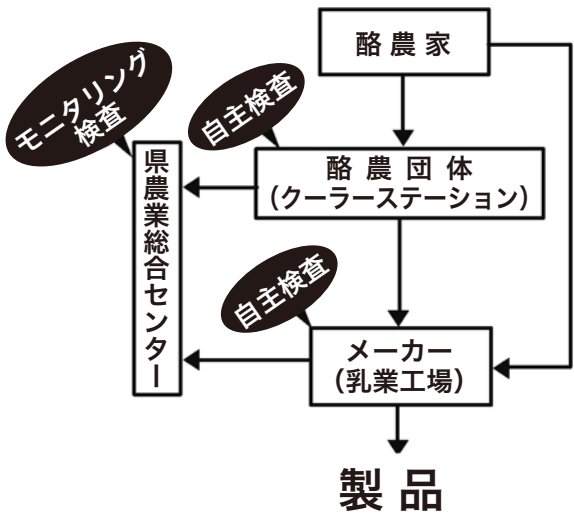 酪農家
モニタリング
検査
自主検査
酪農団体
（クーラーステーション）
県農業総合センター
自主検査
メーカー
（乳業工場）
製品